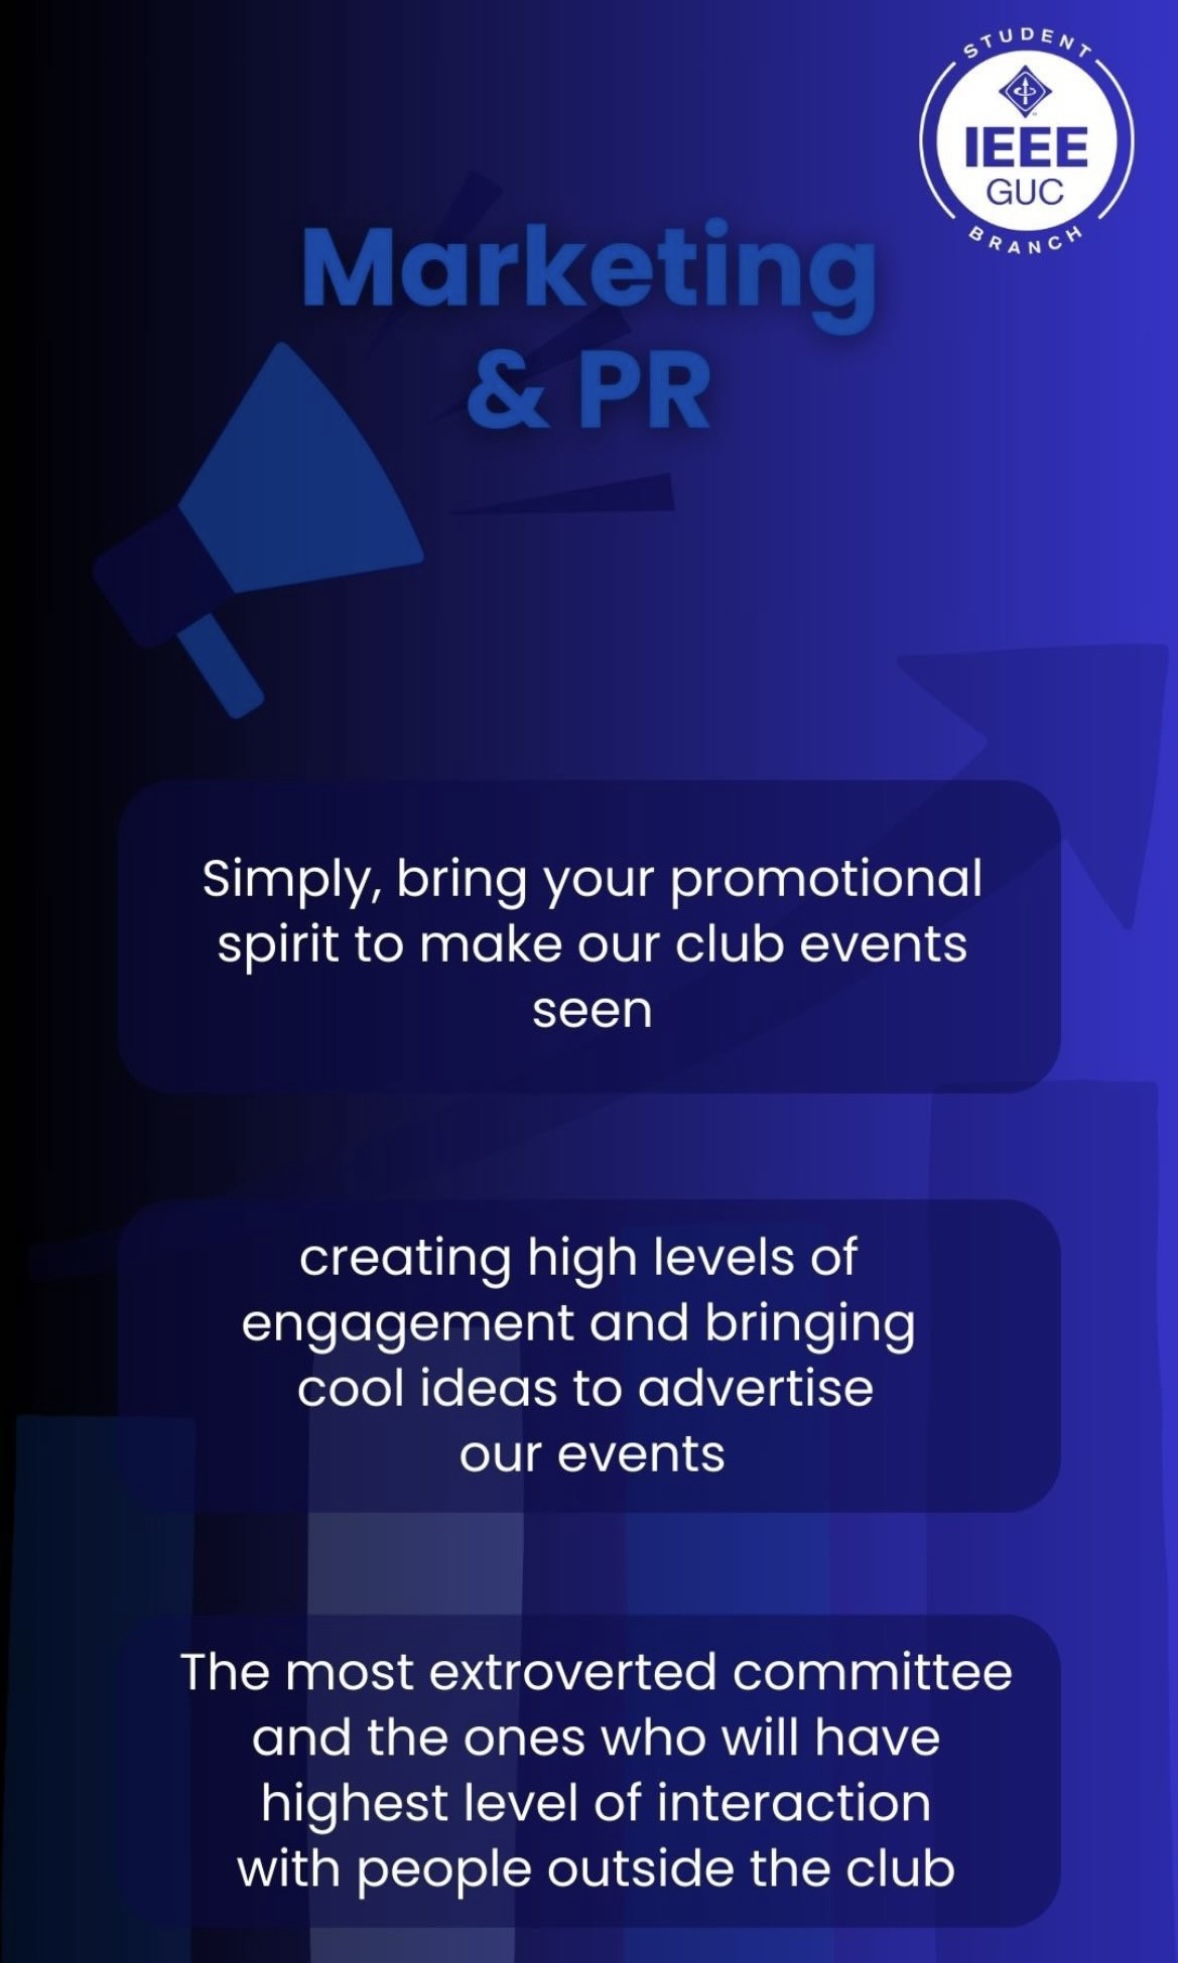 STUDENT
IEEE
GUC
BRANCH
Marketing
& PR
Simply, bring your promotional
spirit to make our club events
seen
creating high levels of
engagement and bringing
cool ideas to advertise
our events
The most extroverted committee
and the ones who will have
highest level of interaction
with people outside the club